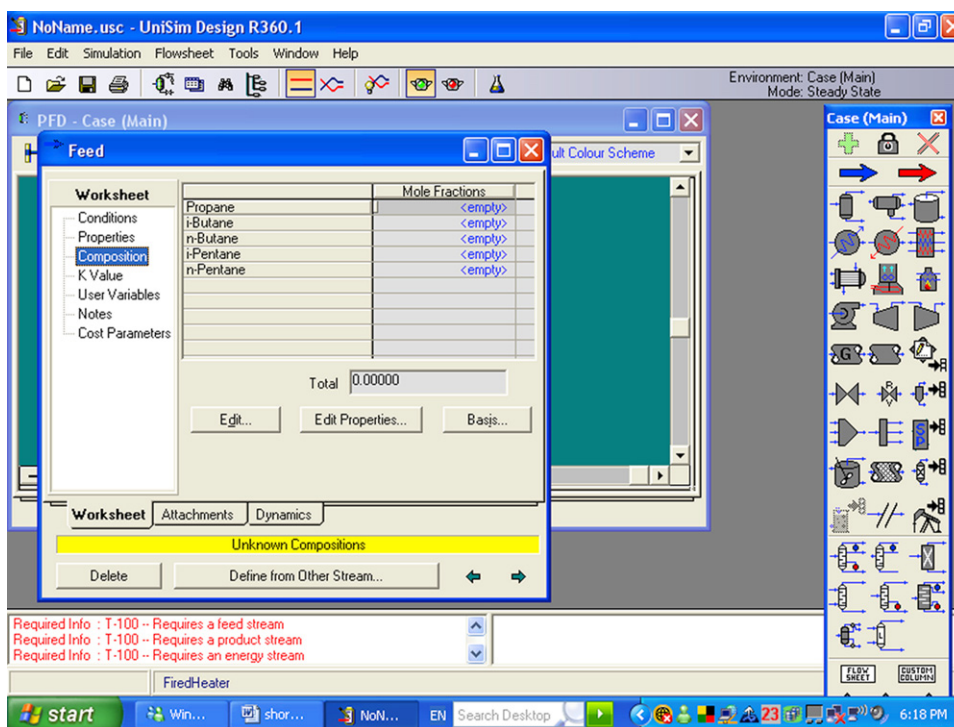 NoName.usc - UniSim Design R360.1
File Edit Simulation Flowsheet Tools Window Help
Environment: Case (Main)
Mode: Steady State
PFD - Case (Main)
Case (Main)
Feed
ult Colour Scheme
Worksheet
Conditions
Properties
Composition
K Value
User Variables
Notes
Cost Parameters
Mole Fractions
Propane <empty>
i-Butane <empty>
n-Butane <empty>
i-Pentane <empty>
n-Pentane <empty>
Total 0.00000
Edit... Edit Properties... Basis...
Worksheet Attachments Dynamics
Unknown Compositions
Delete Define from Other Stream...
Required Info : T-100 -- Requires a feed stream
Required Info : T-100 -- Requires a product stream
Required Info : T-100 -- Requires an energy stream
FiredHeater
G
R
V
SP
FLOW SHEET
CUSTOM COLUMN
start Win... shor... NoN... EN Search Desktop 23 6:18 PM